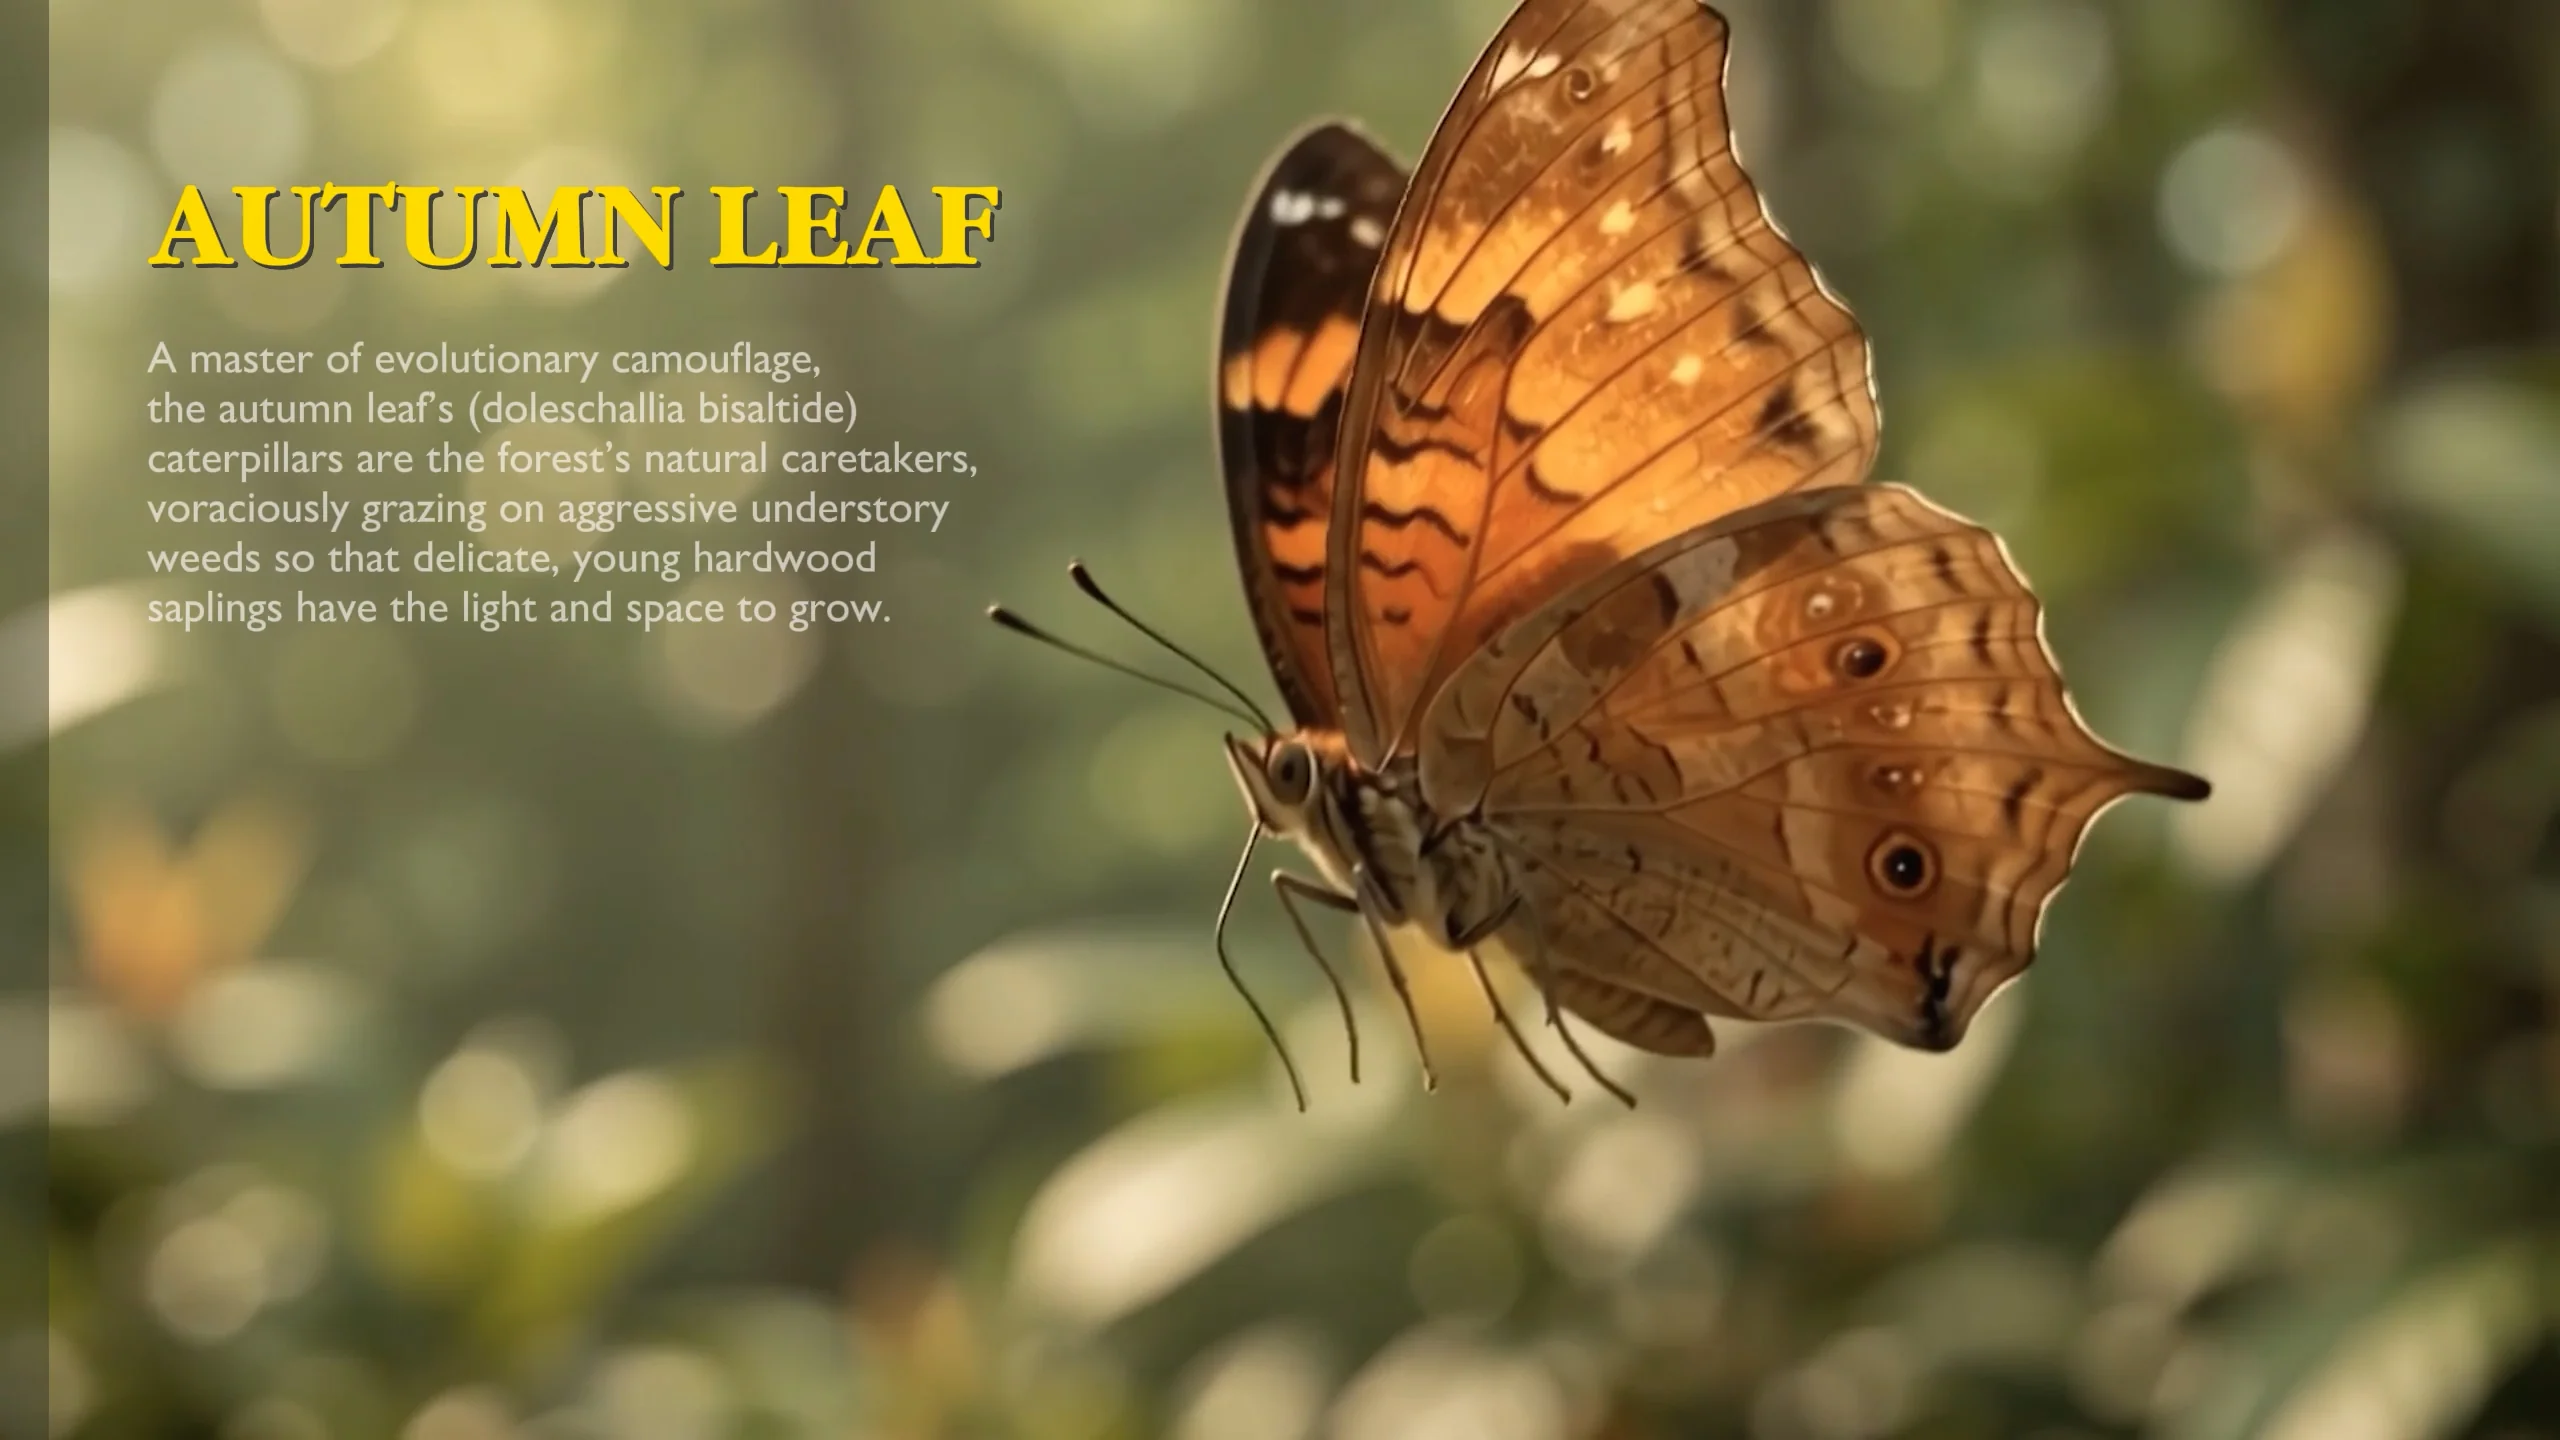 AUTUMN LEAF
A master of evolutionary camouflage,
the autumn leaf’s (doleschallia bisaltide)
caterpillars are the forest’s natural caretakers,
voraciously grazing on aggressive understory
weeds so that delicate, young hardwood
saplings have the light and space to grow.